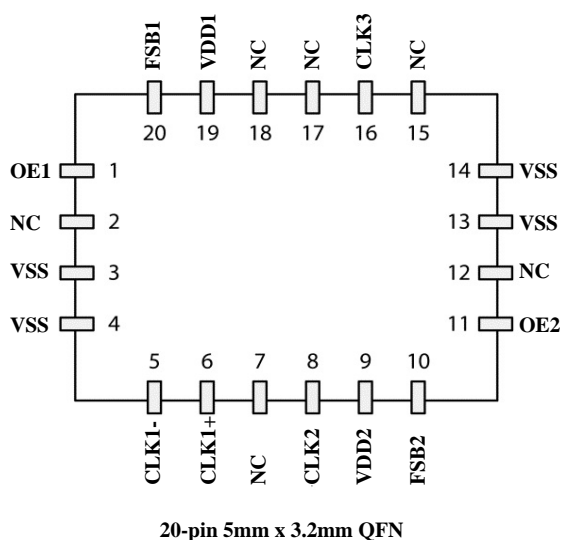 FSB1 VDD1 NC NC CLK3 NC
20 19 18 17 16 15
OE1 1 14 VSS
NC 2 13 VSS
VSS 3 12 NC
VSS 4 11 OE2
5 6 7 8 9 10
CLK1- CLK1+ NC CLK2 VDD2 FSB2
20-pin 5mm x 3.2mm QFN